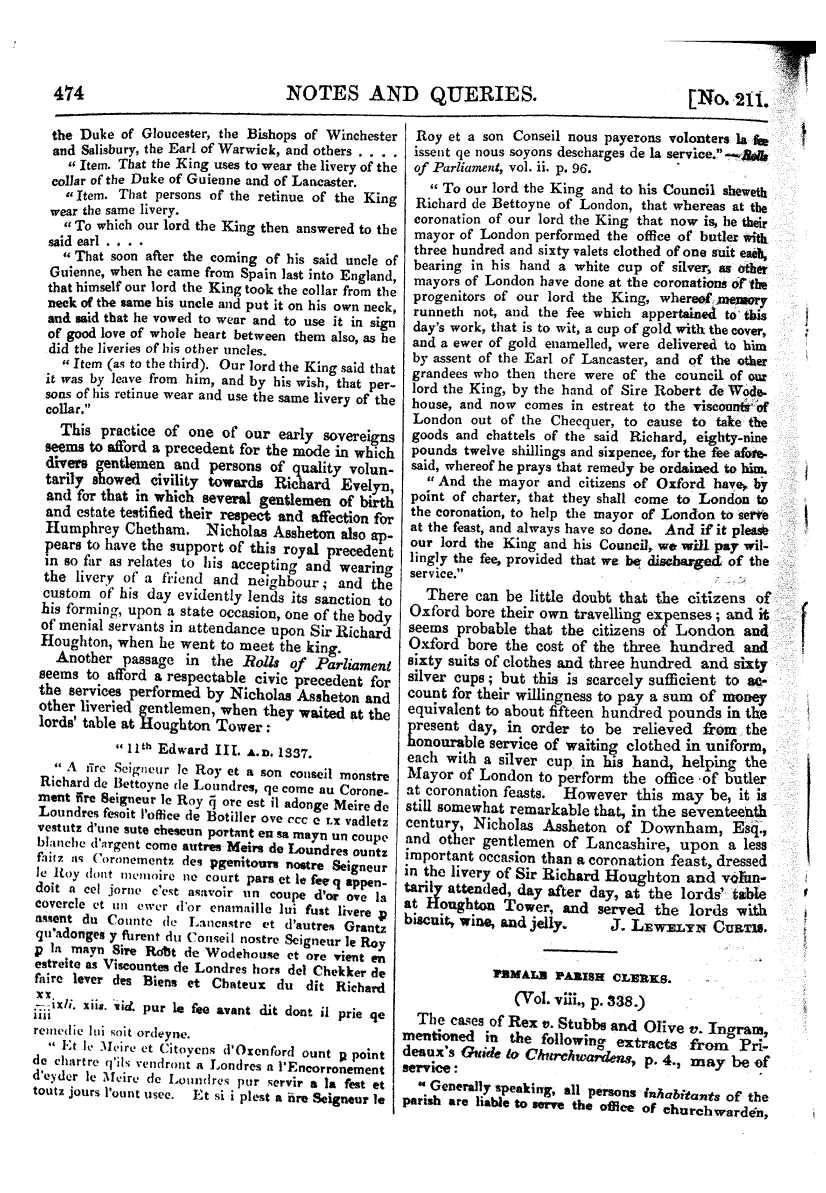 474
NOTES AND QUERIES.
[No. 211.
the Duke of Gloucester, the Bishops of Winchester
and Salisbury, the Earl of Warwick, and others . . . .
“ Item. That the King uses to wear the livery of the
collar of the Duke of Guienne and of Lancaster.
“ Item. That persons of the retinue of the King
wear the same livery.
“ To which our lord the King then answered to the
said earl . . . .
“ That soon after the coming of his said uncle of
Guienne, when he came from Spain last into England,
that himself our lord the King took the collar from the
neck of the same his uncle and put it on his own neck,
and said that he vowed to wear and to use it in sign
of good love of whole heart between them also, as he
did the liveries of his other uncles.
“ Item (as to the third). Our lord the King said that
it was by leave from him, and by his wish, that per-
sons of his retinue wear and use the same livery of the
collar.”
This practice of one of our early sovereigns
seems to afford a precedent for the mode in which
divers gentlemen and persons of quality volun-
tarily showed civility towards Richard Evelyn,
and for that in which several gentlemen of birth
and estate testified their respect and affection for
Humphrey Chetham. Nicholas Assheton also ap-
pears to have the support of this royal precedent
in so far as relates to his accepting and wearing
the livery of a friend and neighbour ; and the
custom of his day evidently lends its sanction to
his forming, upon a state occasion, one of the body
of menial servants in attendance upon Sir Richard
Houghton, when he went to meet the king.
Another passage in the Rolls of Parliament
seems to afford a respectable civic precedent for
the services performed by Nicholas Assheton and
other liveried gentlemen, when they waited at the
lords' table at Houghton Tower :
“ 11th Edward III. A.D. 1337.
“ A ñre Seigneur le Roy et a son conseil monstre
Richard de Bettoyne de Loundres, qe come au Corone-
ment ñre Seigneur le Roy q̄ ore est il adonge Meire de
Loundres fesoit l'office de Botiller ove ccc e LX vadletz
vestutz d'une sute chescun portant en sa mayn un coupe
blanche d'argent come autres Meirs de Loundres ountz
faitz as Coronementz des pgenitours nostre Seigneur
le Roy dont memoire ne court pars et le fee q appen-
doit a cel jorne c'est asavoir un coupe d'or ove la
covercle et un ewer d'or enamaille lui fust livere p
assent du Counte de Lancastre et d'autres Grantz
qu'adonges y furent du Conseil nostre Seigneur le Roy
p la mayn Sire Robt de Wodehouse et ore vient en
estreite as Viscountes de Londres hors del Chekker de
faire lever des Biens et Chateux du dit Richard
xx
iiii ixli. xiis. vid. pur le fee avant dit dont il prie qe
remedie lui soit ordeyne.
“ Et le Meire et Citoyens d'Oxenford ount p point
de chartre q'ils vendront a Londres a l'Encorronement
d'eyder le Meire de Loundres pur servir a la fest et
toutz jours l'ount usee. Et si i plest a ñre Seigneur le
Roy et a son Conseil nous payerons volonters la fee
issent qe nous soyons descharges de la service.”—Rolls
of Parliament, vol. ii. p. 96.
“ To our lord the King and to his Council sheweth
Richard de Bettoyne of London, that whereas at the
coronation of our lord the King that now is, he their
mayor of London performed the office of butler with
three hundred and sixty valets clothed of one suit each,
bearing in his hand a white cup of silver, as other
mayors of London have done at the coronations of the
progenitors of our lord the King, whereof memory
runneth not, and the fee which appertained to this
day's work, that is to wit, a cup of gold with the cover,
and a ewer of gold enamelled, were delivered to him
by assent of the Earl of Lancaster, and of the other
grandees who then there were of the council of our
lord the King, by the hand of Sire Robert de Wode-
house, and now comes in estreat to the viscounts of
London out of the Checquer, to cause to take the
goods and chattels of the said Richard, eighty-nine
pounds twelve shillings and sixpence, for the fee afore-
said, whereof he prays that remedy be ordained to him.
“ And the mayor and citizens of Oxford have, by
point of charter, that they shall come to London to
the coronation, to help the mayor of London to serve
at the feast, and always have so done. And if it please
our lord the King and his Council, we will pay wil-
lingly the fee, provided that we be discharged of the
service.”
There can be little doubt that the citizens of
Oxford bore their own travelling expenses ; and it
seems probable that the citizens of London and
Oxford bore the cost of the three hundred and
sixty suits of clothes and three hundred and sixty
silver cups ; but this is scarcely sufficient to ac-
count for their willingness to pay a sum of money
equivalent to about fifteen hundred pounds in the
present day, in order to be relieved from the
honourable service of waiting clothed in uniform,
each with a silver cup in his hand, helping the
Mayor of London to perform the office of butler
at coronation feasts. However this may be, it is
still somewhat remarkable that, in the seventeenth
century, Nicholas Assheton of Downham, Esq.,
and other gentlemen of Lancashire, upon a less
important occasion than a coronation feast, dressed
in the livery of Sir Richard Houghton and volun-
tarily attended, day after day, at the lords' table
at Houghton Tower, and served the lords with
biscuit, wine, and jelly. J. LEWELYN CURTIS.
FEMALE PARISH CLERKS.
(Vol. viii., p. 338.)
The cases of Rex v. Stubbs and Olive v. Ingram,
mentioned in the following extracts from Pri-
deaux's Guide to Churchwardens, p. 4., may be of
service :
“ Generally speaking, all persons inhabitants of the
parish are liable to serve the office of churchwarden,